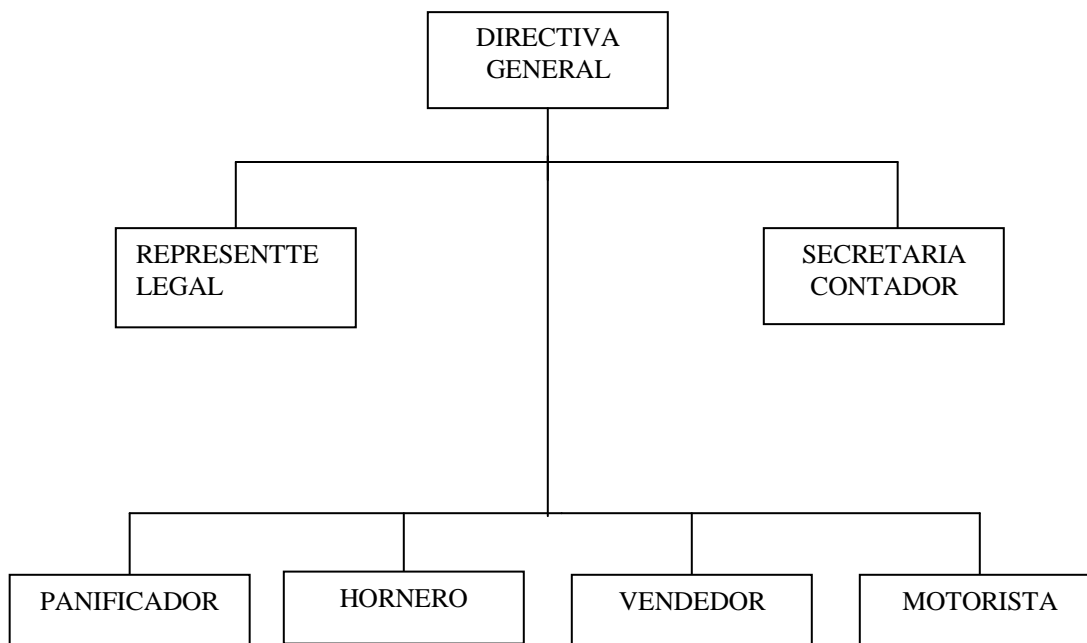 DIRECTIVA
GENERAL
REPRESENTTE
LEGAL
SECRETARIA
CONTADOR
PANIFICADOR
HORNERO
VENDEDOR
MOTORISTA